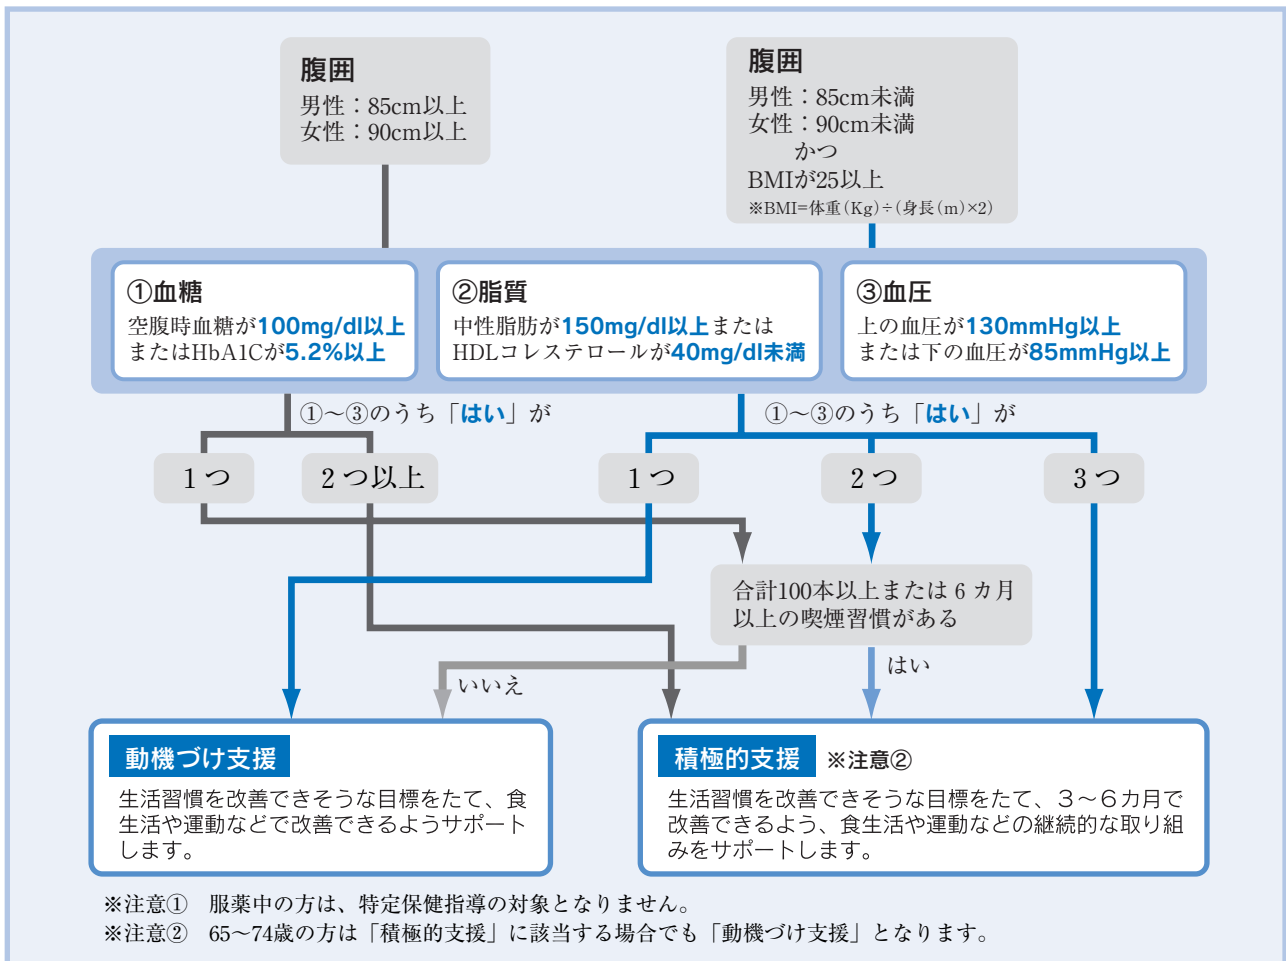 腹囲
男性：85cm以上
女性：90cm以上
腹囲
男性：85cm未満
女性：90cm未満
かつ
BMIが25以上
※BMI=体重(Kg)÷(身長(m)×2)
①血糖
空腹時血糖が100mg/dl以上
またはHbA1Cが5.2%以上
②脂質
中性脂肪が150mg/dl以上または
HDLコレステロールが40mg/dl未満
③血圧
上の血圧が130mmHg以上
または下の血圧が85mmHg以上
①～③のうち「はい」が
①～③のうち「はい」が
1つ
2つ以上
1つ
2つ
3つ
合計100本以上または6カ月
以上の喫煙習慣がある
いいえ
はい
動機づけ支援
生活習慣を改善できそうな目標をたて、食
生活や運動などで改善できるようサポート
します。
積極的支援 ※注意②
生活習慣を改善できそうな目標をたて、3～6カ月で
改善できるよう、食生活や運動などの継続的な取り組
みをサポートします。
※注意①　服薬中の方は、特定保健指導の対象となりません。
※注意②　65～74歳の方は「積極的支援」に該当する場合でも「動機づけ支援」となります。